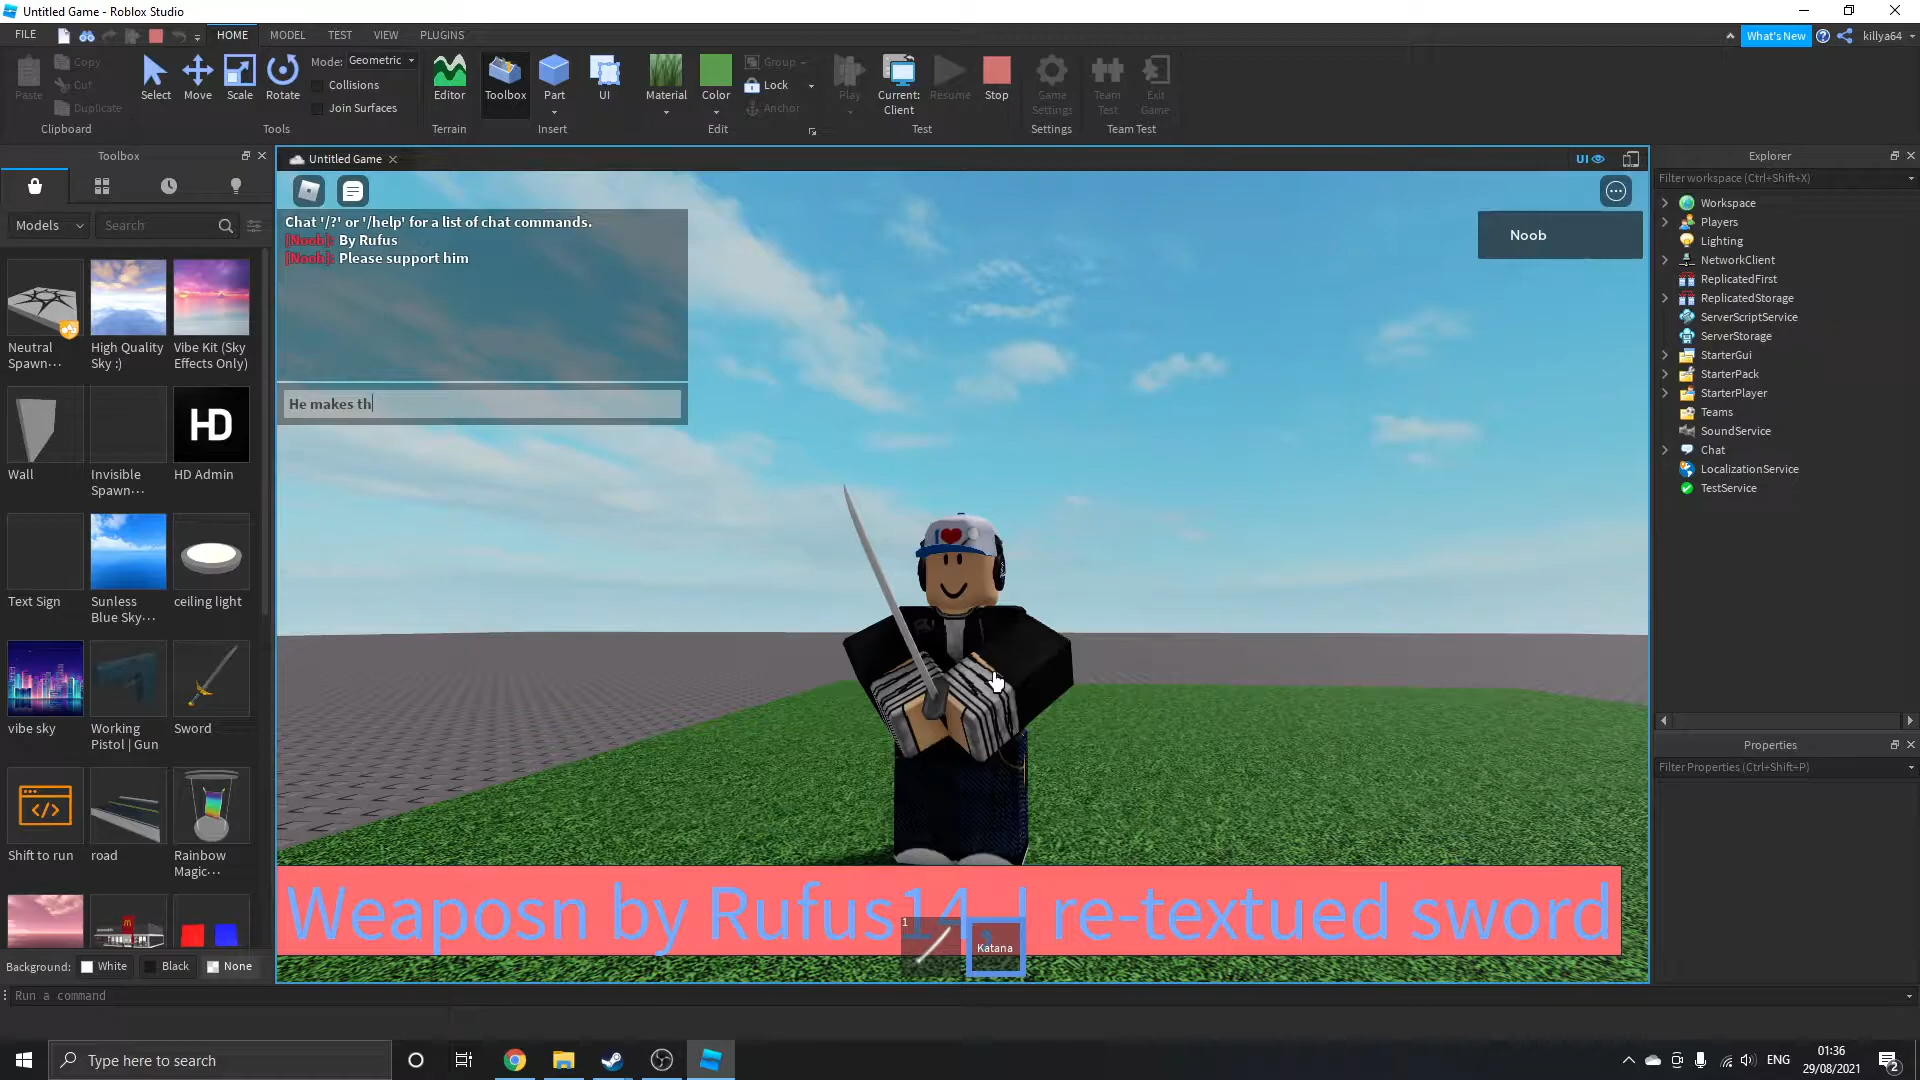 Untitled Game - Roblox Studio
FILE
HOME
MODEL
TEST
VIEW
PLUGINS
What's New
killya64
Paste
Copy
Cut
Duplicate
Clipboard
Select
Move
Scale
Rotate
Mode:
Geometric
Collisions
Join Surfaces
Tools
Editor
Terrain
Toolbox
Part
UI
Insert
Material
Color
Group
Lock
Anchor
Edit
Play
Current:
Client
Resume
Stop
Test
Game
Settings
Settings
Team
Test
Exit
Game
Team Test
Toolbox
Models
Search
Neutral
Spawn···
High Quality
Sky :)
Vibe Kit (Sky
Effects Only)
Wall
Invisible
Spawn···
HD
HD Admin
Text Sign
Sunless
Blue Sky···
ceiling light
vibe sky
Working
Pistol | Gun
Sword
Shift to run
road
Rainbow
Magic···
Background:
White
Black
None
Run a command
Untitled Game
UI
Chat '/?' or '/help' for a list of chat commands.
[Noob]: By Rufus
[Noob]: Please support him
He makes th
Noob
I
Weaposn by Rufus14, I re-textued sword
1
Katana
Explorer
Filter workspace (Ctrl+Shift+X)
Workspace
Players
Lighting
NetworkClient
ReplicatedFirst
ReplicatedStorage
ServerScriptService
ServerStorage
StarterGui
StarterPack
StarterPlayer
Teams
SoundService
Chat
LocalizationService
TestService
Properties
Filter Properties (Ctrl+Shift+P)
Type here to search
ENG
01:36
29/08/2021
2